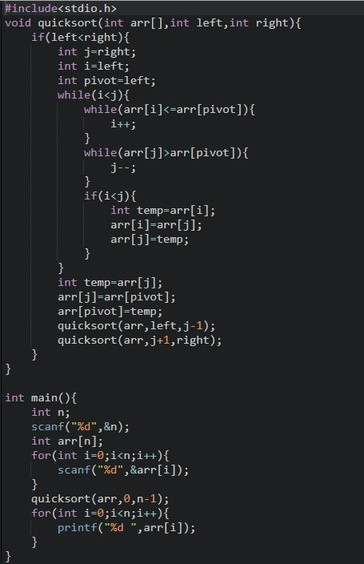 #include<stdio.h>
void quicksort(int arr[],int left,int right){
    if(left<right){
        int j=right;
        int i=left;
        int pivot=left;
        while(i<j){
            while(arr[i]<=arr[pivot]){
                i++;
            }
            while(arr[j]>arr[pivot]){
                j--;
            }
            if(i<j){
                int temp=arr[i];
                arr[i]=arr[j];
                arr[j]=temp;
            }
        }
        int temp=arr[j];
        arr[j]=arr[pivot];
        arr[pivot]=temp;
        quicksort(arr,left,j-1);
        quicksort(arr,j+1,right);
    }
}
int main(){
    int n;
    scanf("%d",&n);
    int arr[n];
    for(int i=0;i<n;i++){
        scanf("%d",&arr[i]);
    }
    quicksort(arr,0,n-1);
    for(int i=0;i<n;i++){
        printf("%d ",arr[i]);
    }
}